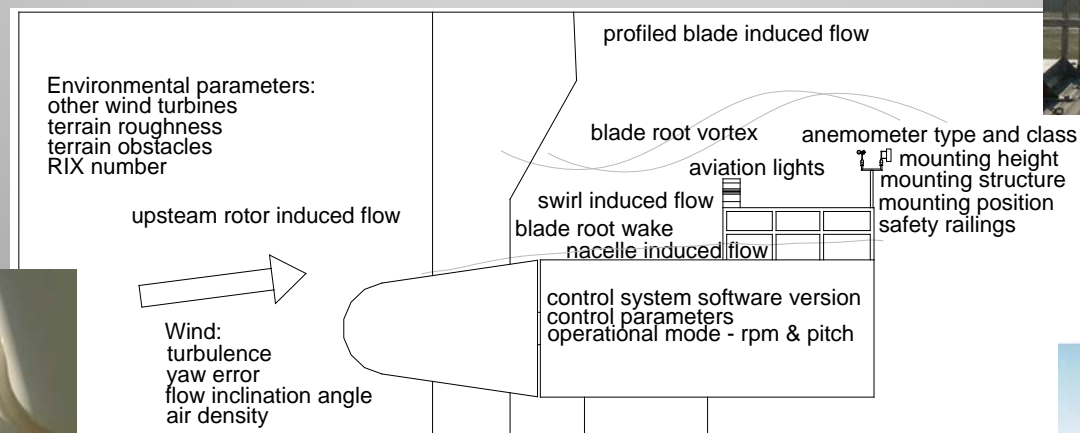 profiled blade induced flow
Environmental parameters:
other wind turbines
terrain roughness
terrain obstacles
RIX number
blade root vortex
anemometer type and class
mounting height
aviation lights
mounting structure
swirl induced flow
mounting position
upsteam rotor induced flow
blade root wake
safety railings
nacelle induced flow
control system software version
control parameters
operational mode - rpm & pitch
Wind:
turbulence
yaw error
flow inclination angle
air density